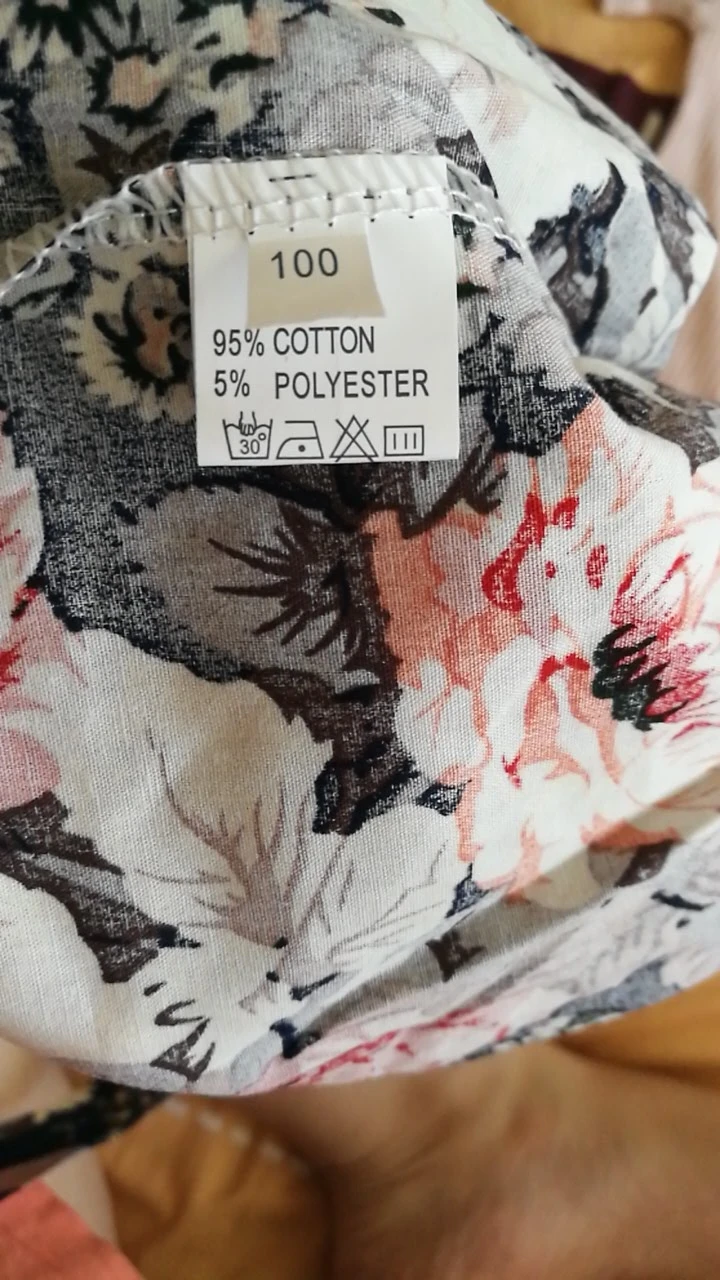 100
95% COTTON
5% POLYESTER
30°